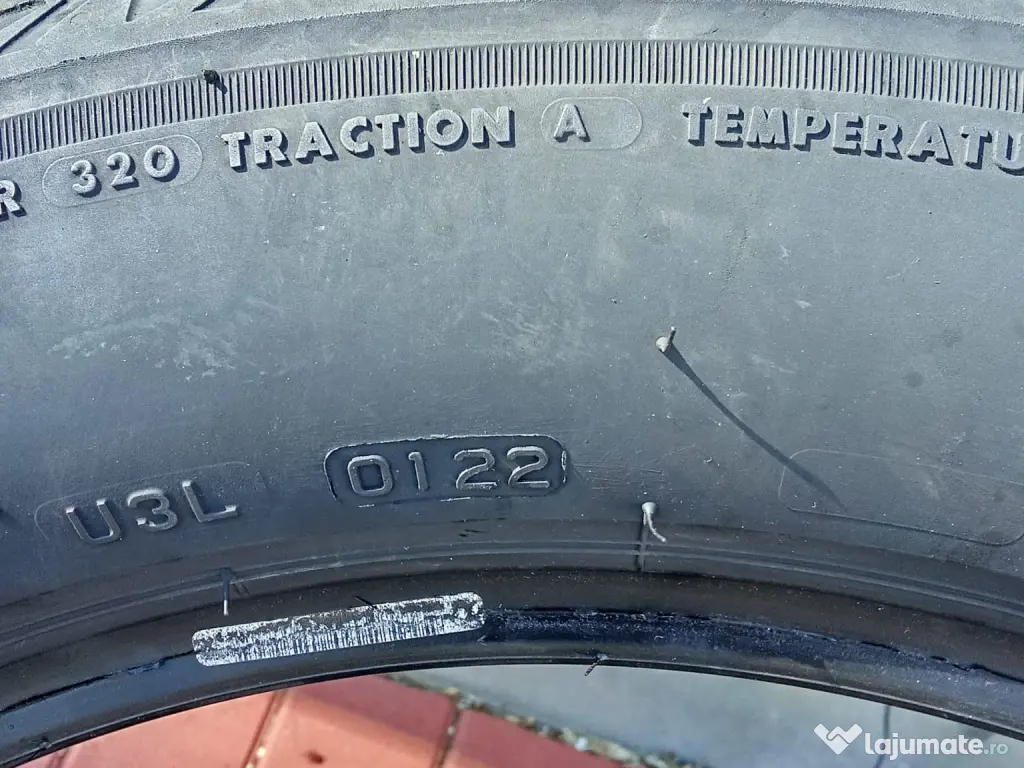 R 320 TRACTION A TEMPERATU
U3L 0122
lajumate.ro